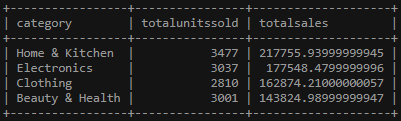 category | totalunitssold | totalsales
Home & Kitchen | 3477 | 217755.93999999945
Electronics | 3037 | 177548.4799999996
Clothing | 2810 | 162874.21000000057
Beauty & Health | 3001 | 143824.98999999947